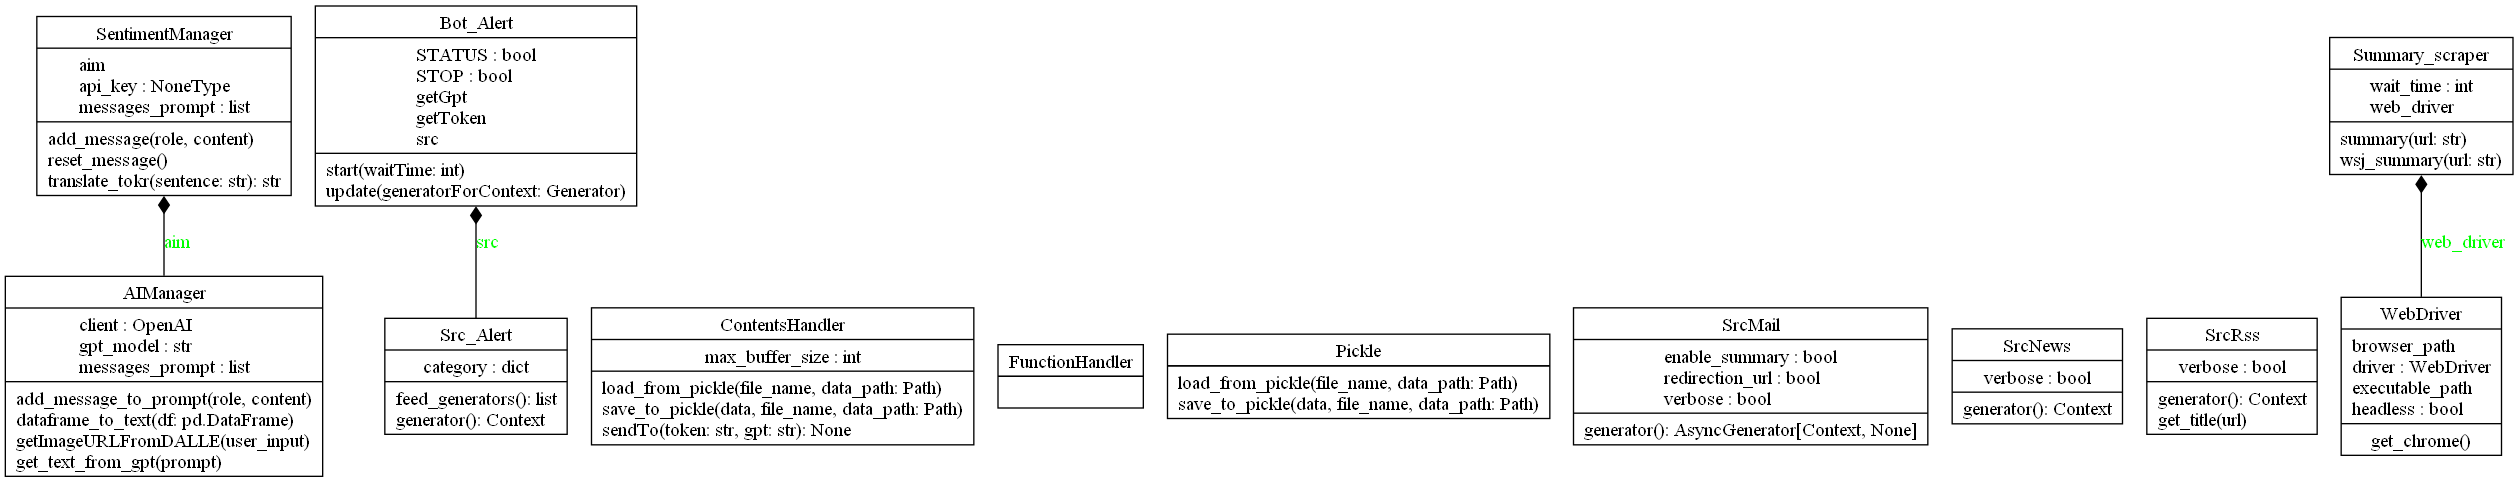 SentimentManager
aim
api_key : NoneType
messages_prompt : list
add_message(role, content)
reset_message()
translate_tokr(sentence: str): str
Bot_Alert
STATUS : bool
STOP : bool
getGpt
getToken
src
start(waitTime: int)
update(generatorForContext: Generator)
Summary_scraper
wait_time : int
web_driver
summary(url: str)
wsj_summary(url: str)
aim
src
web_driver
AIManager
client : OpenAI
gpt_model : str
messages_prompt : list
add_message_to_prompt(role, content)
dataframe_to_text(df: pd.DataFrame)
getImageURLFromDALLE(user_input)
get_text_from_gpt(prompt)
Src_Alert
category : dict
feed_generators(): list
generator(): Context
ContentsHandler
max_buffer_size : int
load_from_pickle(file_name, data_path: Path)
save_to_pickle(data, file_name, data_path: Path)
sendTo(token: str, gpt: str): None
FunctionHandler
Pickle
load_from_pickle(file_name, data_path: Path)
save_to_pickle(data, file_name, data_path: Path)
SrcMail
enable_summary : bool
redirection_url : bool
verbose : bool
generator(): AsyncGenerator[Context, None]
SrcNews
verbose : bool
generator(): Context
SrcRss
verbose : bool
generator(): Context
get_title(url)
WebDriver
browser_path
driver : WebDriver
executable_path
headless : bool
get_chrome()